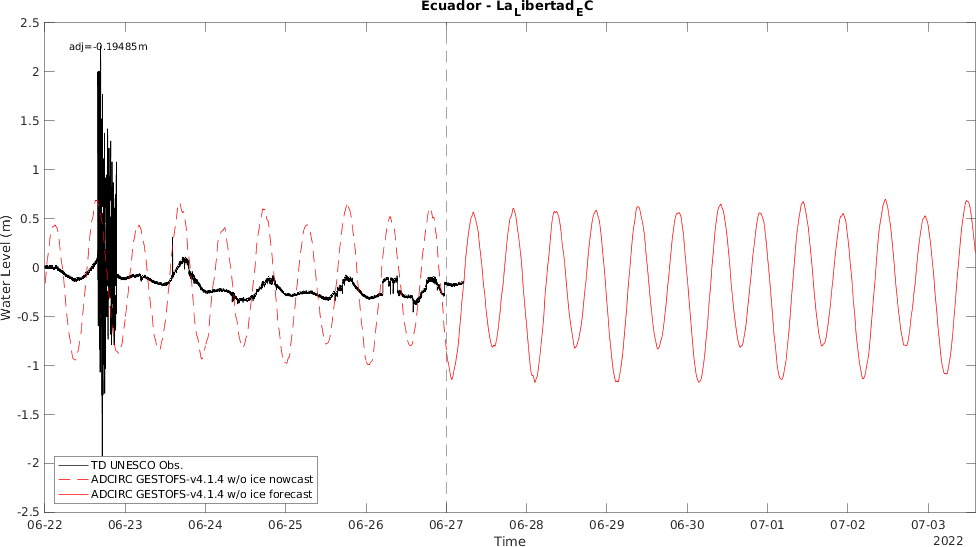 Ecuador - LaLibertadEC
adj=-0.19485m
2.5
2
1.5
1
0.5
0
-0.5
-1
-1.5
-2
-2.5
Water Level (m)
TD UNESCO Obs.
ADCIRC GESTOFS-v4.1.4 w/o ice nowcast
ADCIRC GESTOFS-v4.1.4 w/o ice forecast
06-22 06-23 06-24 06-25 06-26 06-27 06-28 06-29 06-30 07-01 07-02 07-03
Time
2022